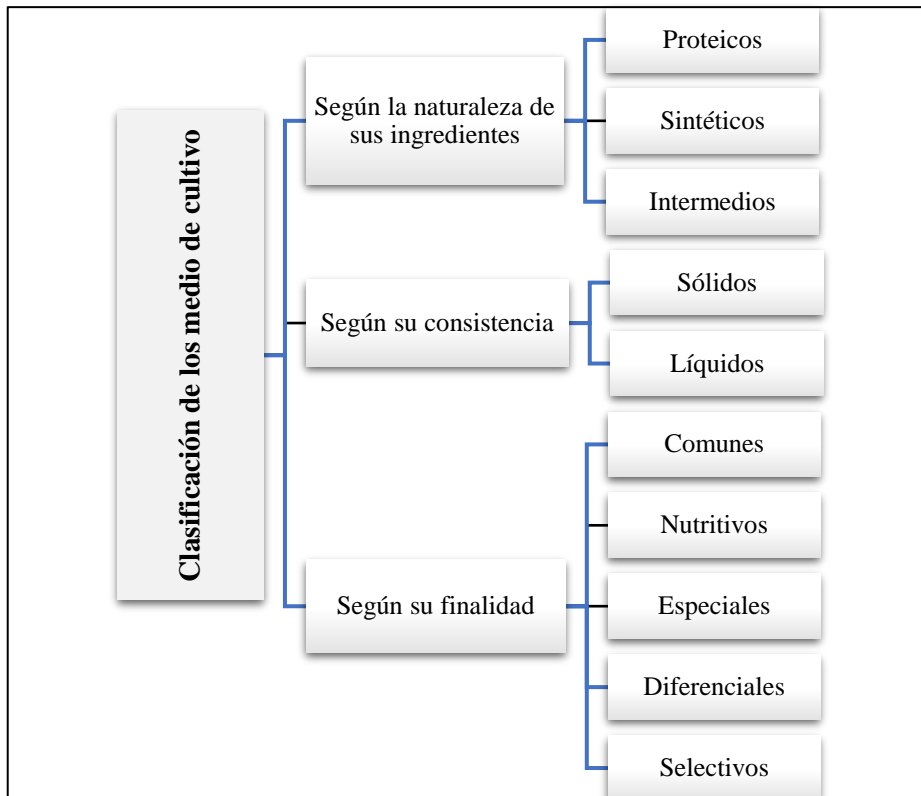 Clasificación de los medio de cultivo
Según la naturaleza de
sus ingredientes
Proteicos
Sintéticos
Intermedios
Según su consistencia
Sólidos
Líquidos
Según su finalidad
Comunes
Nutritivos
Especiales
Diferenciales
Selectivos